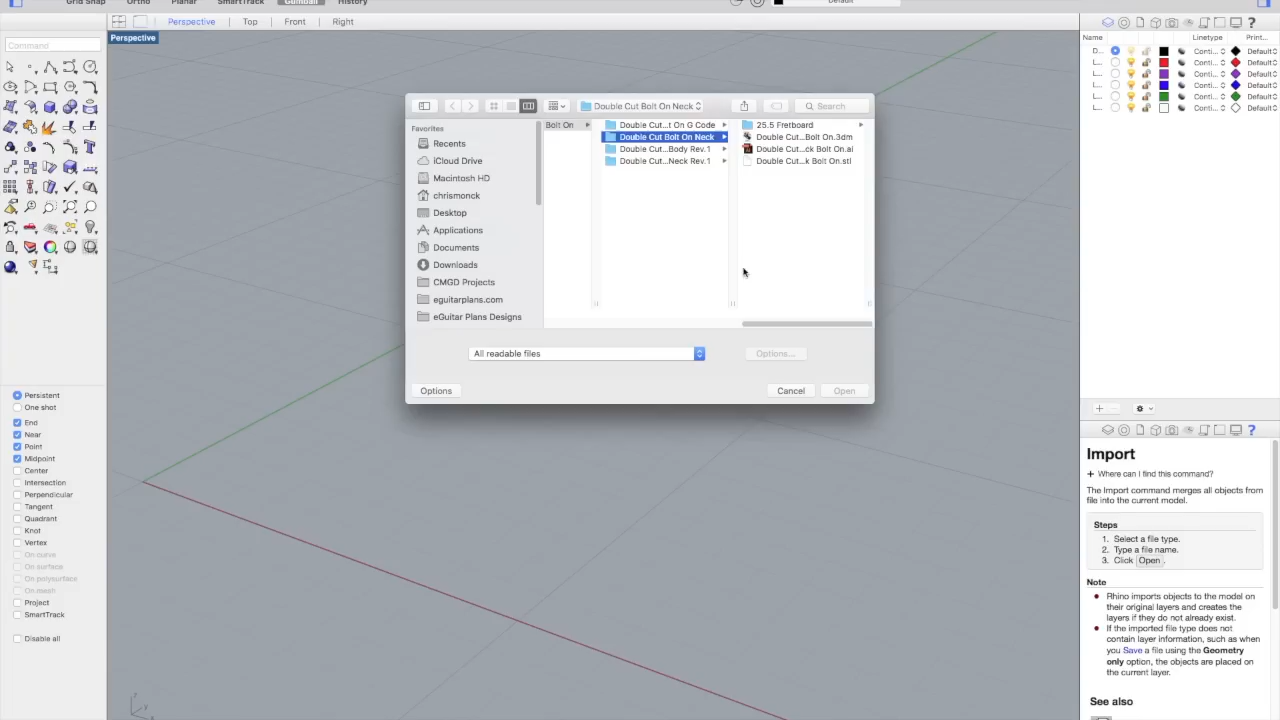 Grid Snap Ortho Planar SmartTrack Gumball History Default
Perspective Top Front Right
Perspective
Command
Persistent
One shot
End
Near
Point
Midpoint
Center
Intersection
Perpendicular
Tangent
Quadrant
Knot
Vertex
On curve
On surface
On polysurface
On mesh
Project
SmartTrack
Disable all
Double Cut Bolt On Neck
Search
Favorites
Recents
iCloud Drive
Macintosh HD
chrismonck
Desktop
Applications
Documents
Downloads
CMGD Projects
eguitarplans.com
eGuitar Plans Designs
Bolt On
Double Cut...t On G Code
Double Cut Bolt On Neck
Double Cut...Body Rev.1
Double Cut...Neck Rev.1
25.5 Fretboard
Double Cut...Bolt On.3dm
Double Cut...ck Bolt On.ai
Double Cut...k Bolt On.stl
All readable files
Options...
Options
Cancel
Open
Name Linetype Print...
D... Conti... Default
L... Conti... Default
L... Conti... Default
L... Conti... Default
L... Conti... Default
L... Conti... Default
Import
Where can I find this command?
The Import command merges all objects from
file into the current model.
Steps
1. Select a file type.
2. Type a file name.
3. Click Open.
Note
Rhino imports objects to the model on
their original layers and creates the
layers if they do not already exist.
If the imported file type does not
contain layer information, such as when
you Save a file using the Geometry
only option, the objects are placed on
the current layer.
See also